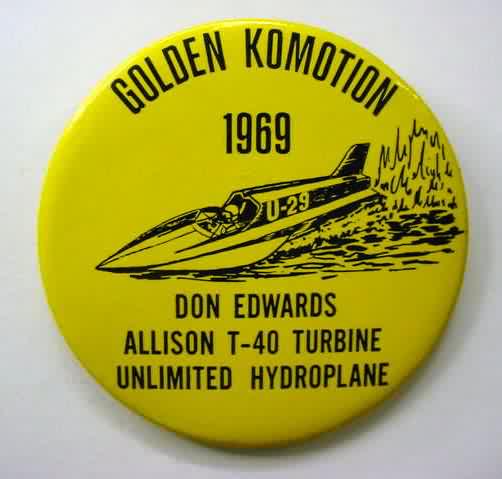 GOLDEN KOMOTION
1969
U-29
DON EDWARDS
ALLISON T-40 TURBINE
UNLIMITED HYDROPLANE